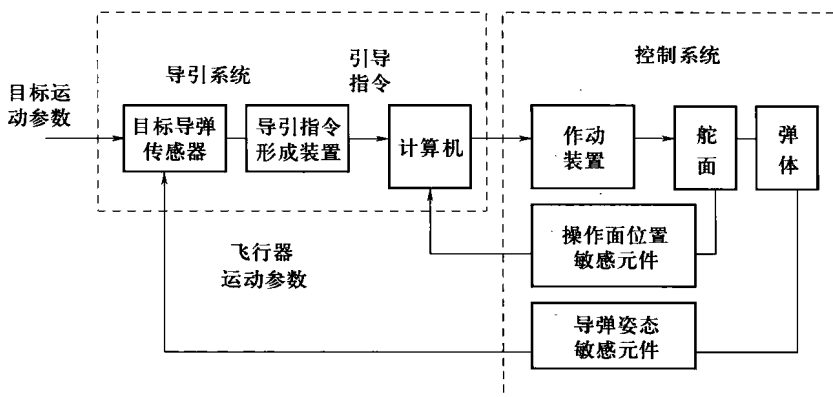 导引系统
引导
指令
控制系统
目标运
动参数
目标导弹
传感器
导引指令
形成装置
计算机
作动
装置
舵
面
弹
体
操作面位置
敏感元件
飞行器
运动参数
导弹姿态
敏感元件